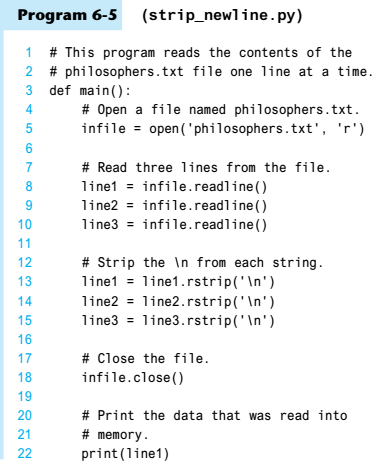 Program 6-5 (strip_newline.py)
1 # This program reads the contents of the
2 # philosophers.txt file one line at a time.
3 def main():
4     # Open a file named philosophers.txt.
5     infile = open('philosophers.txt', 'r')
6
7     # Read three lines from the file.
8     line1 = infile.readline()
9     line2 = infile.readline()
10     line3 = infile.readline()
11
12     # Strip the \n from each string.
13     line1 = line1.rstrip('\n')
14     line2 = line2.rstrip('\n')
15     line3 = line3.rstrip('\n')
16
17     # Close the file.
18     infile.close()
19
20     # Print the data that was read into
21     # memory.
22     print(line1)